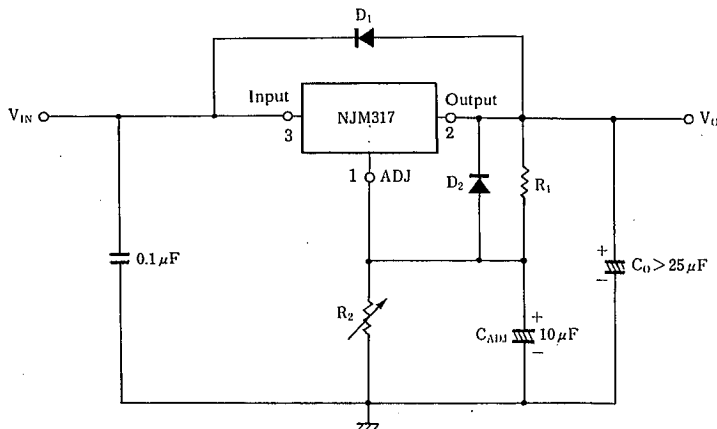 D₁
V_IN
Input
NJM317
Output
V_O
3
2
1
ADJ
D₂
R₁
0.1μF
R₂
+
C_ADJ
10μF
−
+
C_O>25μF
−